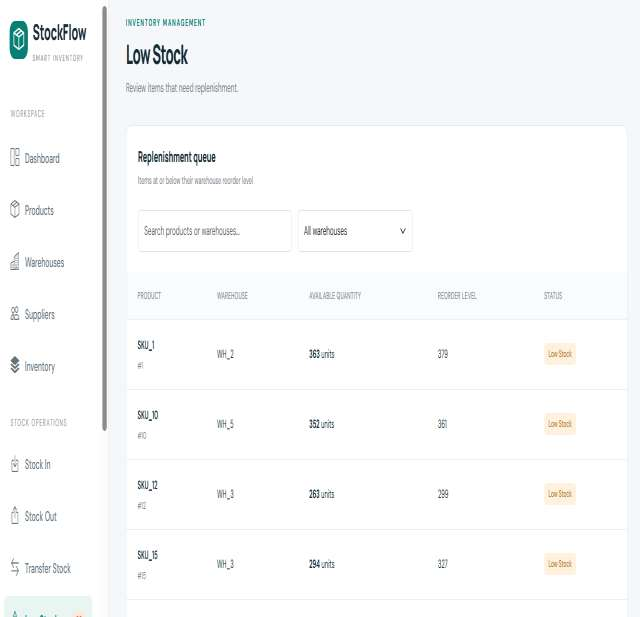 StockFlow
SMART INVENTORY
WORKSPACE
Dashboard
Products
Warehouses
Suppliers
Inventory
STOCK OPERATIONS
Stock In
Stock Out
Transfer Stock
INVENTORY MANAGEMENT
Low Stock
Review items that need replenishment.
Replenishment queue
Items at or below their warehouse reorder level
Search products or warehouses...
All warehouses
PRODUCT WAREHOUSE AVAILABLE QUANTITY REORDER LEVEL STATUS
SKU_1 WH_2 363 units 379 Low Stock
#1
SKU_10 WH_5 352 units 361 Low Stock
#10
SKU_12 WH_3 263 units 299 Low Stock
#12
SKU_15 WH_3 294 units 327 Low Stock
#15